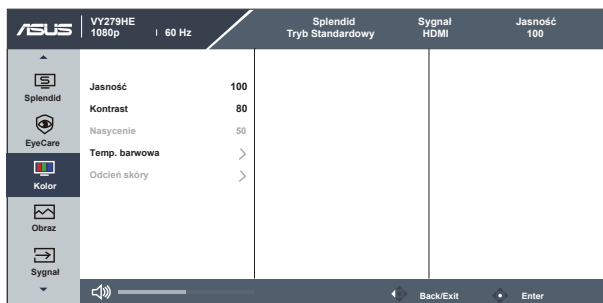 ASUS
VY279HE
1080p | 60 Hz
Splendid
Tryb Standardowy
Sygnał
HDMI
Jasność
100
Splendid
EyeCare
Kolor
Obraz
Sygnał
Jasność 100
Kontrast 80
Nasycenie 50
Temp. barwowa
Odcień skóry
Back/Exit
Enter